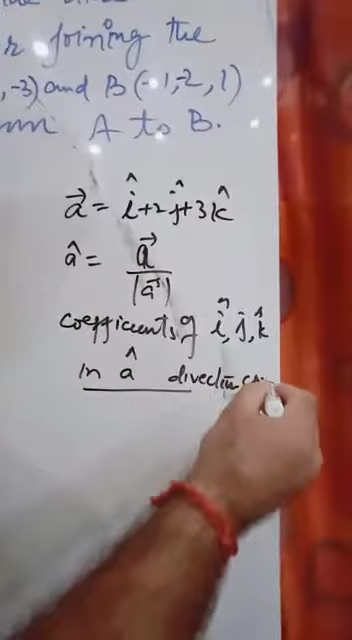 r joining the
,-3) and B(-1,-2,1)
A to B.
a⃗ = î+2ĵ+3k̂
â = a⃗/|a⃗|
coefficients of î, ĵ, k̂
in â direction